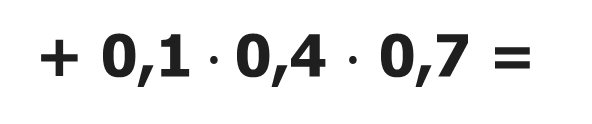 + 0,1 · 0,4 · 0,7 =